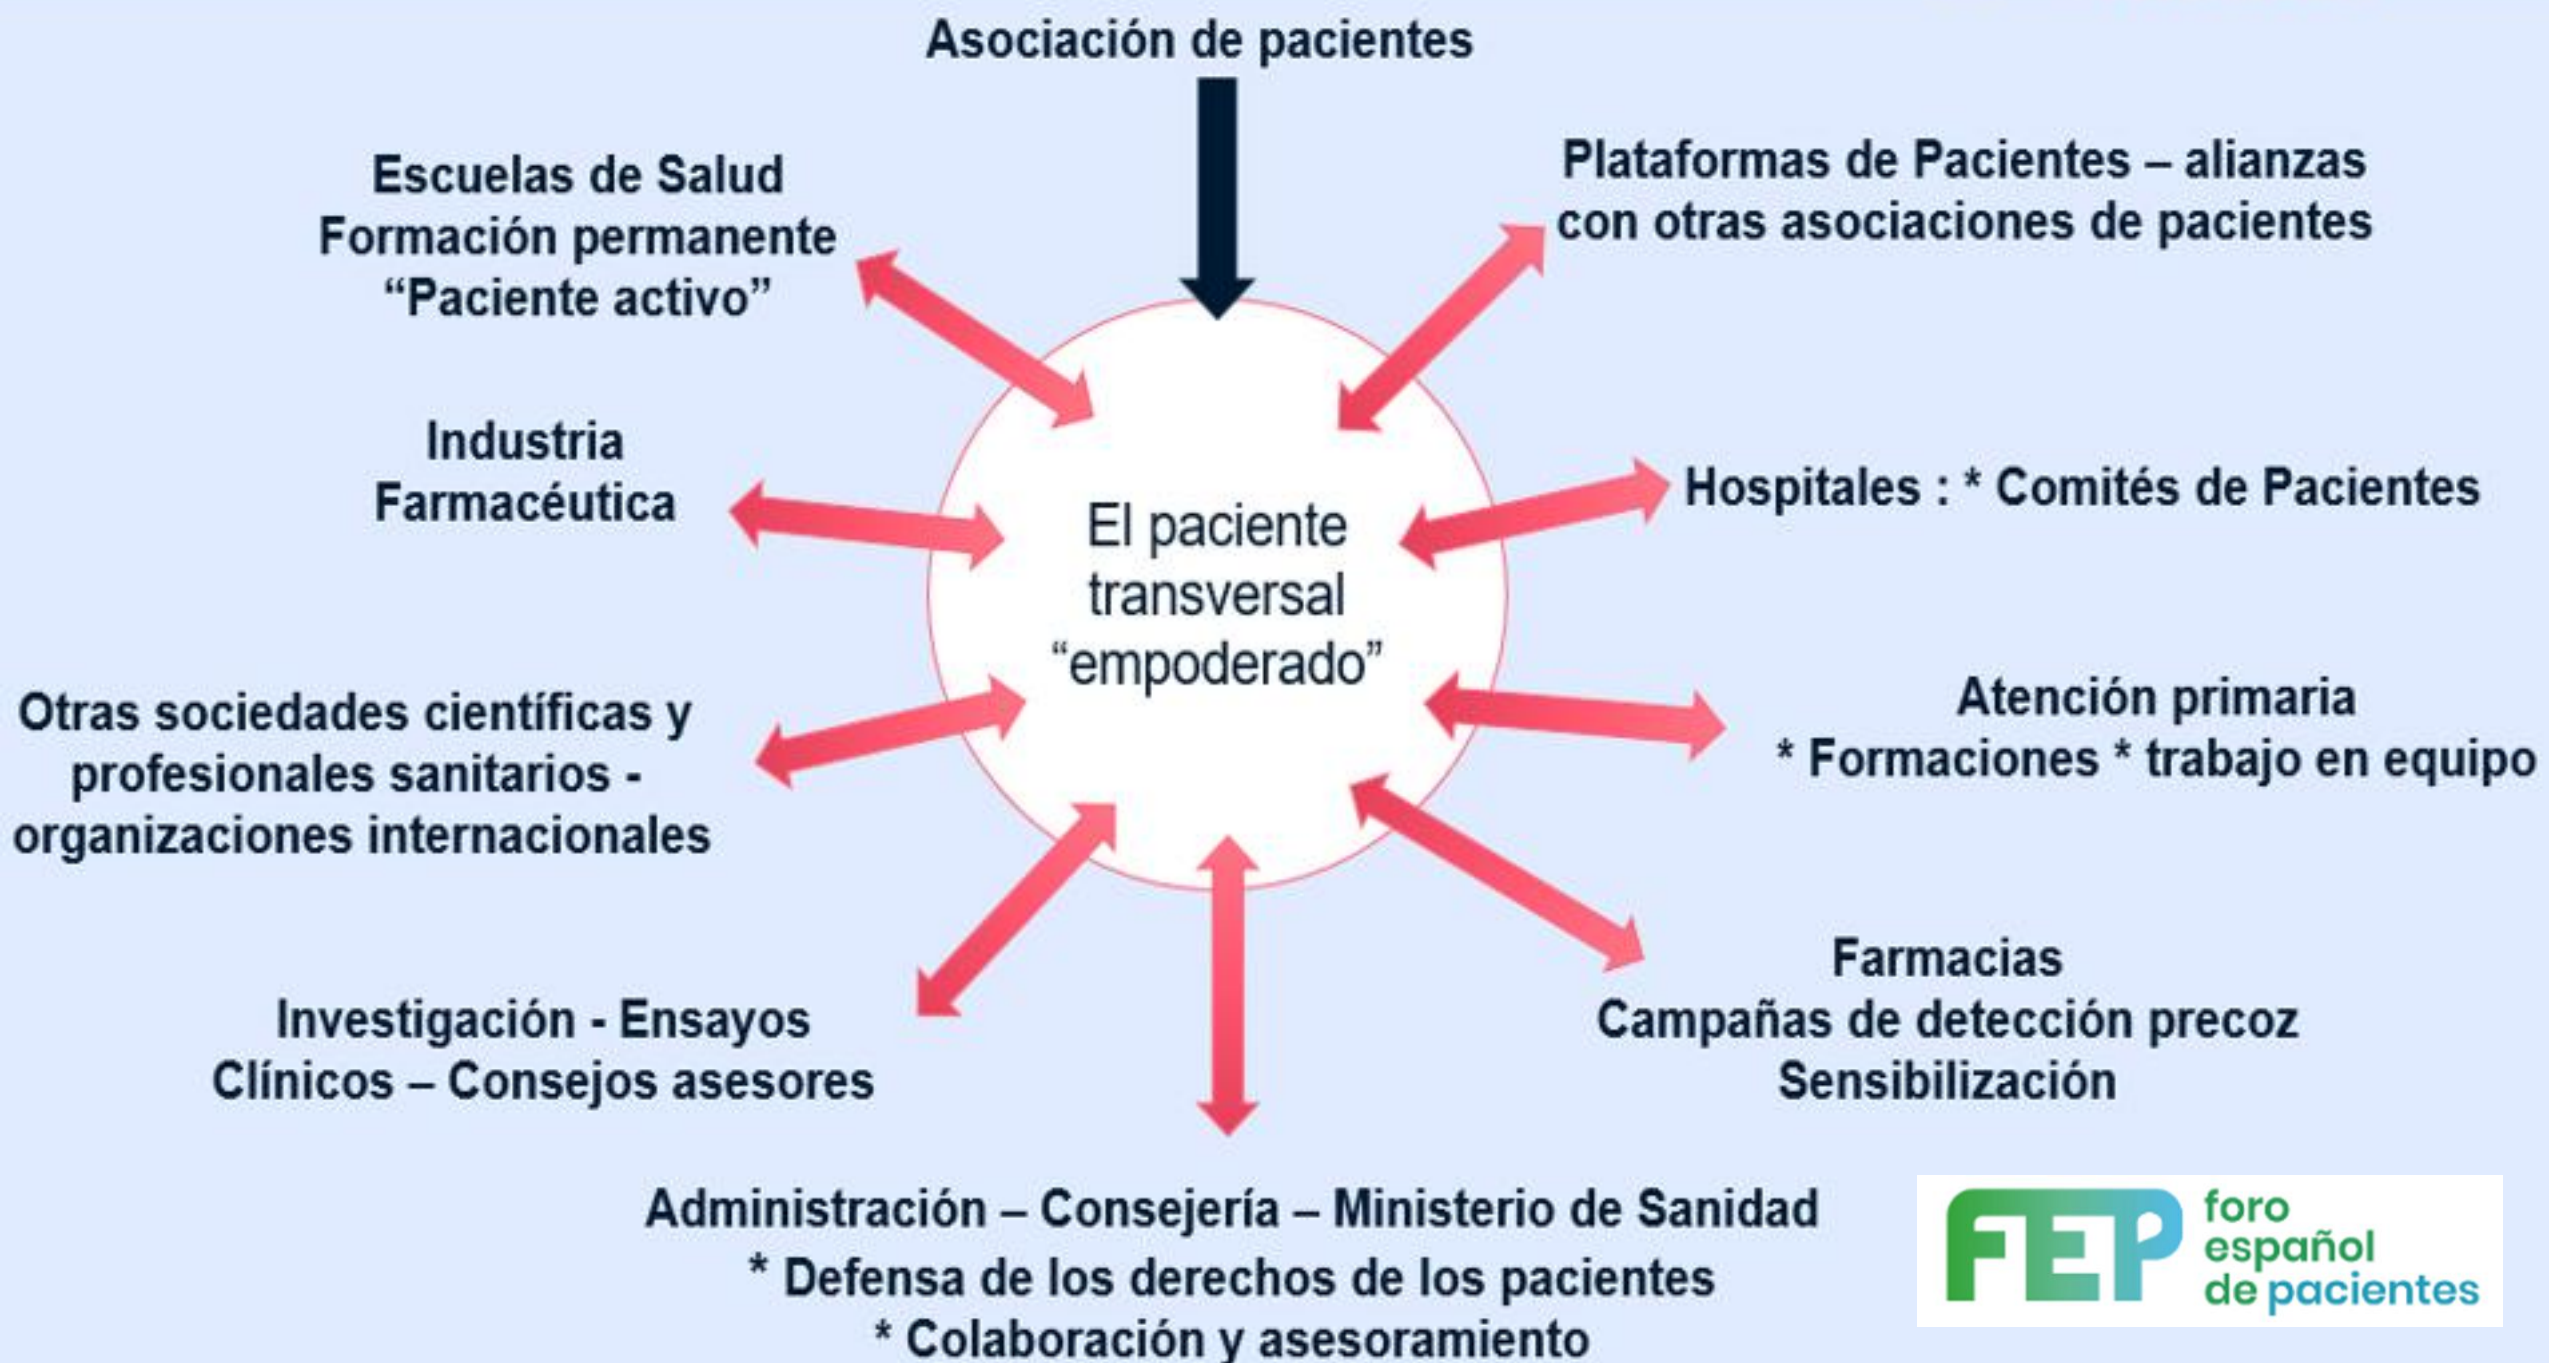 Asociación de pacientes
Escuelas de Salud
Formación permanente
“Paciente activo”
Plataformas de Pacientes – alianzas
con otras asociaciones de pacientes
Industria
Farmacéutica
Hospitales : * Comités de Pacientes
El paciente
transversal
“empoderado”
Otras sociedades científicas y
profesionales sanitarios -
organizaciones internacionales
Atención primaria
* Formaciones * trabajo en equipo
Investigación - Ensayos
Clínicos – Consejos asesores
Farmacias
Campañas de detección precoz
Sensibilización
Administración – Consejería – Ministerio de Sanidad
* Defensa de los derechos de los pacientes
* Colaboración y asesoramiento
FEP
foro
español
de pacientes